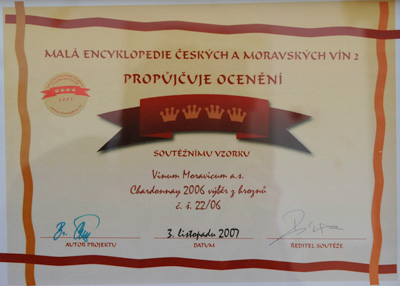 MALÁ ENCYKLOPEDIE ČESKÝCH A MORAVSKÝCH VÍN 2
PROPŮJČUJE OCENĚNÍ
2007
SOUTĚŽNÍMU VZORKU
Vinum Moravicum a.s.
Chardonnay 2006 výběr z hroznů
č. š. 22/06
3. listopadu 2007
AUTOR PROJEKTU
DATUM
ŘEDITEL SOUTĚŽE